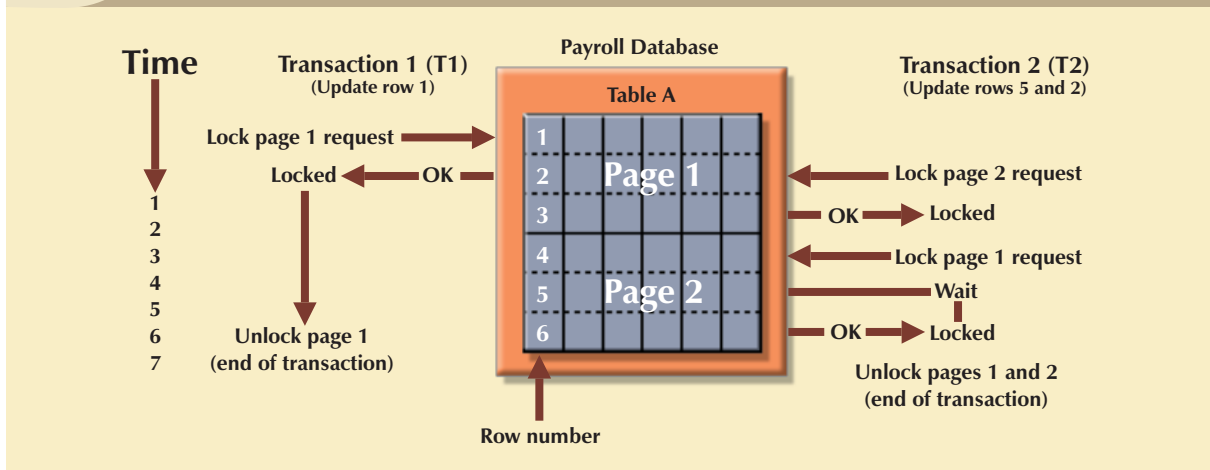 Payroll Database
Time
Transaction 1 (T1)
(Update row 1)
Transaction 2 (T2)
(Update rows 5 and 2)
Table A
Lock page 1 request
1
Locked
OK
2
Page 1
Lock page 2 request
3
OK
Locked
4
Lock page 1 request
5
Page 2
Wait
6
OK
Locked
1
2
3
4
5
6
7
Unlock page 1
(end of transaction)
Unlock pages 1 and 2
(end of transaction)
Row number